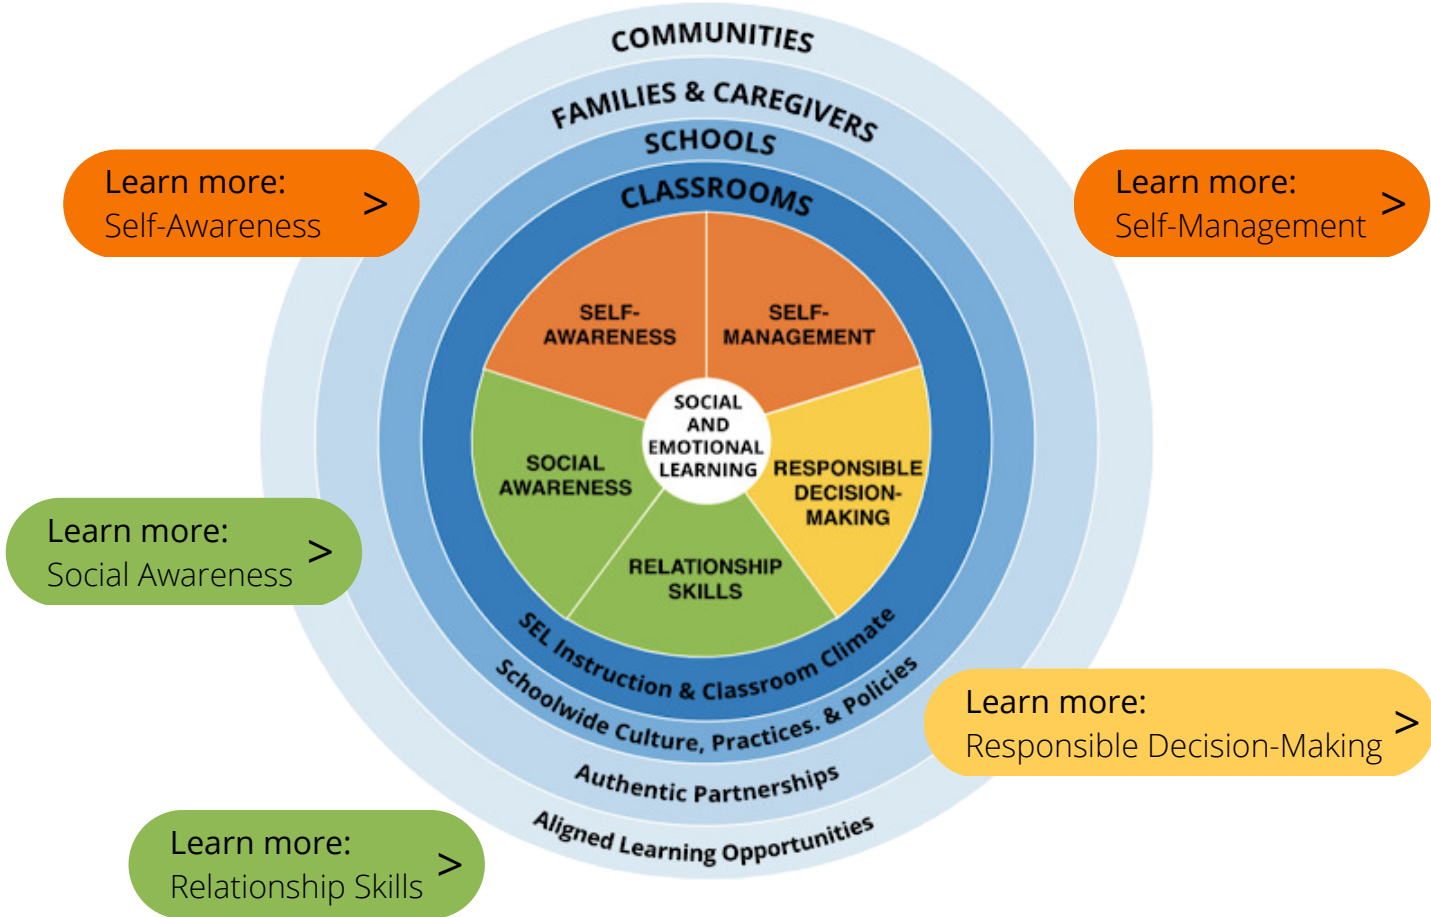 COMMUNITIES
FAMILIES & CAREGIVERS
SCHOOLS
CLASSROOMS
Learn more:
Self-Awareness
>
Learn more:
Self-Management
>
SELF-
AWARENESS
SELF-
MANAGEMENT
SOCIAL
AND
EMOTIONAL
LEARNING
SOCIAL
AWARENESS
RESPONSIBLE
DECISION-
MAKING
RELATIONSHIP
SKILLS
Learn more:
Social Awareness
>
SEL Instruction & Classroom Climate
Schoolwide Culture, Practices. & Policies
Authentic Partnerships
Aligned Learning Opportunities
Learn more:
Responsible Decision-Making
>
Learn more:
Relationship Skills
>